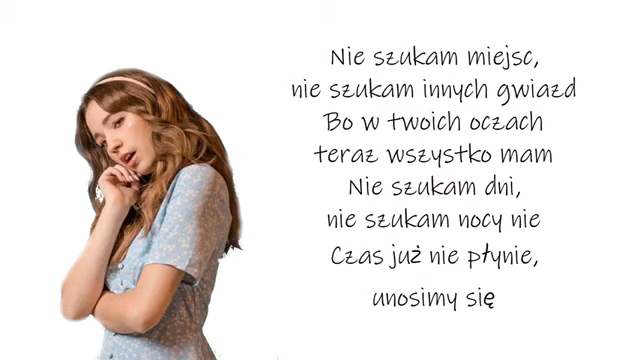 Nie szukam miejsc,
nie szukam innych gwiazd
Bo w twoich oczach
teraz wszystko mam
Nie szukam dni,
nie szukam nocy nie
Czas już nie płynie,
unosimy się